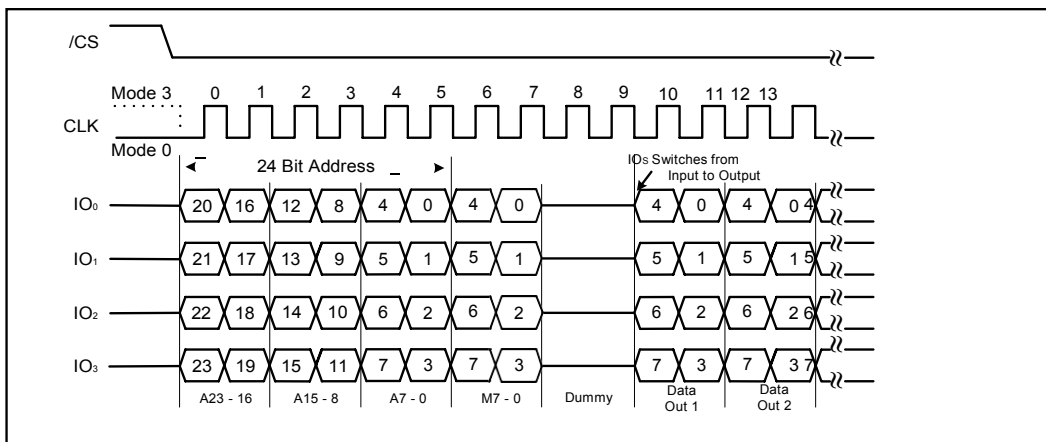 /CS
Mode 3 0 1 2 3 4 5 6 7 8 9 10 11 12 13
CLK
Mode 0
24 Bit Address
IOs Switches from
Input to Output
IO0 20 16 12 8 4 0 4 0 4 0 4 0 4
IO1 21 17 13 9 5 1 5 1 5 1 5 1 5
IO2 22 18 14 10 6 2 6 2 6 2 6 2 6
IO3 23 19 15 11 7 3 7 3 7 3 7 3 7
A23 - 16 A15 - 8 A7 - 0 M7 - 0 Dummy Data Data
Out 1 Out 2